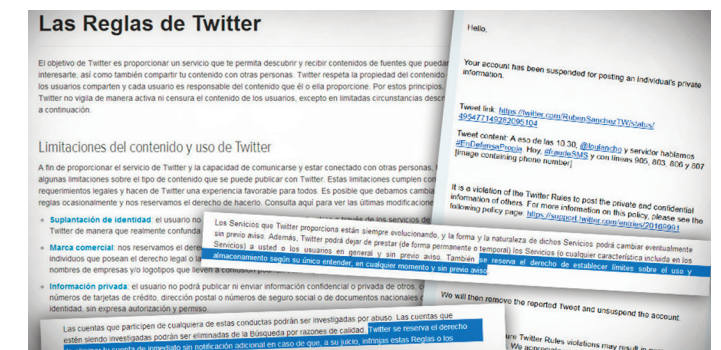 Las Reglas de Twitter
El objetivo de Twitter es proporcionar un servicio que te permita descubrir y recibir contenidos de fuentes que puedan
interesarte, así como también compartir tu contenido con otras personas. Twitter respeta la propiedad del contenido
los usuarios comparten y cada usuario es responsable del contenido que él o ella proporcione. Por estos principios,
Twitter no vigila de manera activa ni censura el contenido de los usuarios, excepto en limitadas circunstancias
a continuación.
Limitaciones del contenido y uso de Twitter
A fin de proporcionar el servicio de Twitter y la capacidad de comunicarse y estar conectado con otras personas,
algunas limitaciones sobre el tipo de contenido que se puede publicar con Twitter. Estas limitaciones cumplen con
requerimientos legales y hacen de Twitter una experiencia favorable para todos. Es posible que debamos cambiar
reglas ocasionalmente y nos reservamos el derecho de hacerlo. Consulta aquí para ver las últimas modificaciones
Suplantación de identidad: el usuario no
Twitter de manera que realmente confunda
Marca comercial: nos reservamos el
individuos que posean el derecho legal o la
nombres de empresas y/o logotipos que lleven a
Información privada: el usuario no podrá publicar ni enviar información confidencial o privada de otros,
números de tarjetas de crédito, dirección postal o números de seguro social o de documentos nacionales
identidad, sin expresa autorización y permiso.
Hello,
Your account has been suspended for posting an individual's private
information.
Tweet link: https://twitter.com/RubenSanchezTW/status/
495477149282095104
Tweet content: A eso de las 10.30, @loulancho y servidor hablamos
#EnDefensaPropia. Hoy, #fraudeSMS y con líneas 905, 803, 806 y 807
[image containing phone number]
It is a violation of the Twitter Rules to post the private and confidential
information of others. For more information on this policy, please see the
following policy page: https://support.twitter.com/entries/20169991
Los Servicios que Twitter proporciona están siempre evolucionando, y la forma y la naturaleza de dichos Servicios podrá cambiar eventualmente
sin previo aviso. Además, Twitter podrá dejar de prestar (de forma permanente o temporal) los Servicios (o cualquier característica incluida en los
Servicios) a usted o los usuarios en general y sin previo aviso. También se reserva el derecho de establecer límites sobre el uso y
almacenamiento según su único entender, en cualquier momento y sin previo aviso
We will then remove the reported Tweet and unsuspend the account.
Twitter Rules violations may result in
Las cuentas que participen de cualquiera de estas conductas podrán ser investigadas por abuso. Las cuentas que
estén siendo investigadas podrán ser eliminadas de la Búsqueda por razones de calidad. Twitter se reserva el derecho
cuenta de inmediato sin notificación adicional en caso de que, a su juicio, infrinjas estas Reglas o los